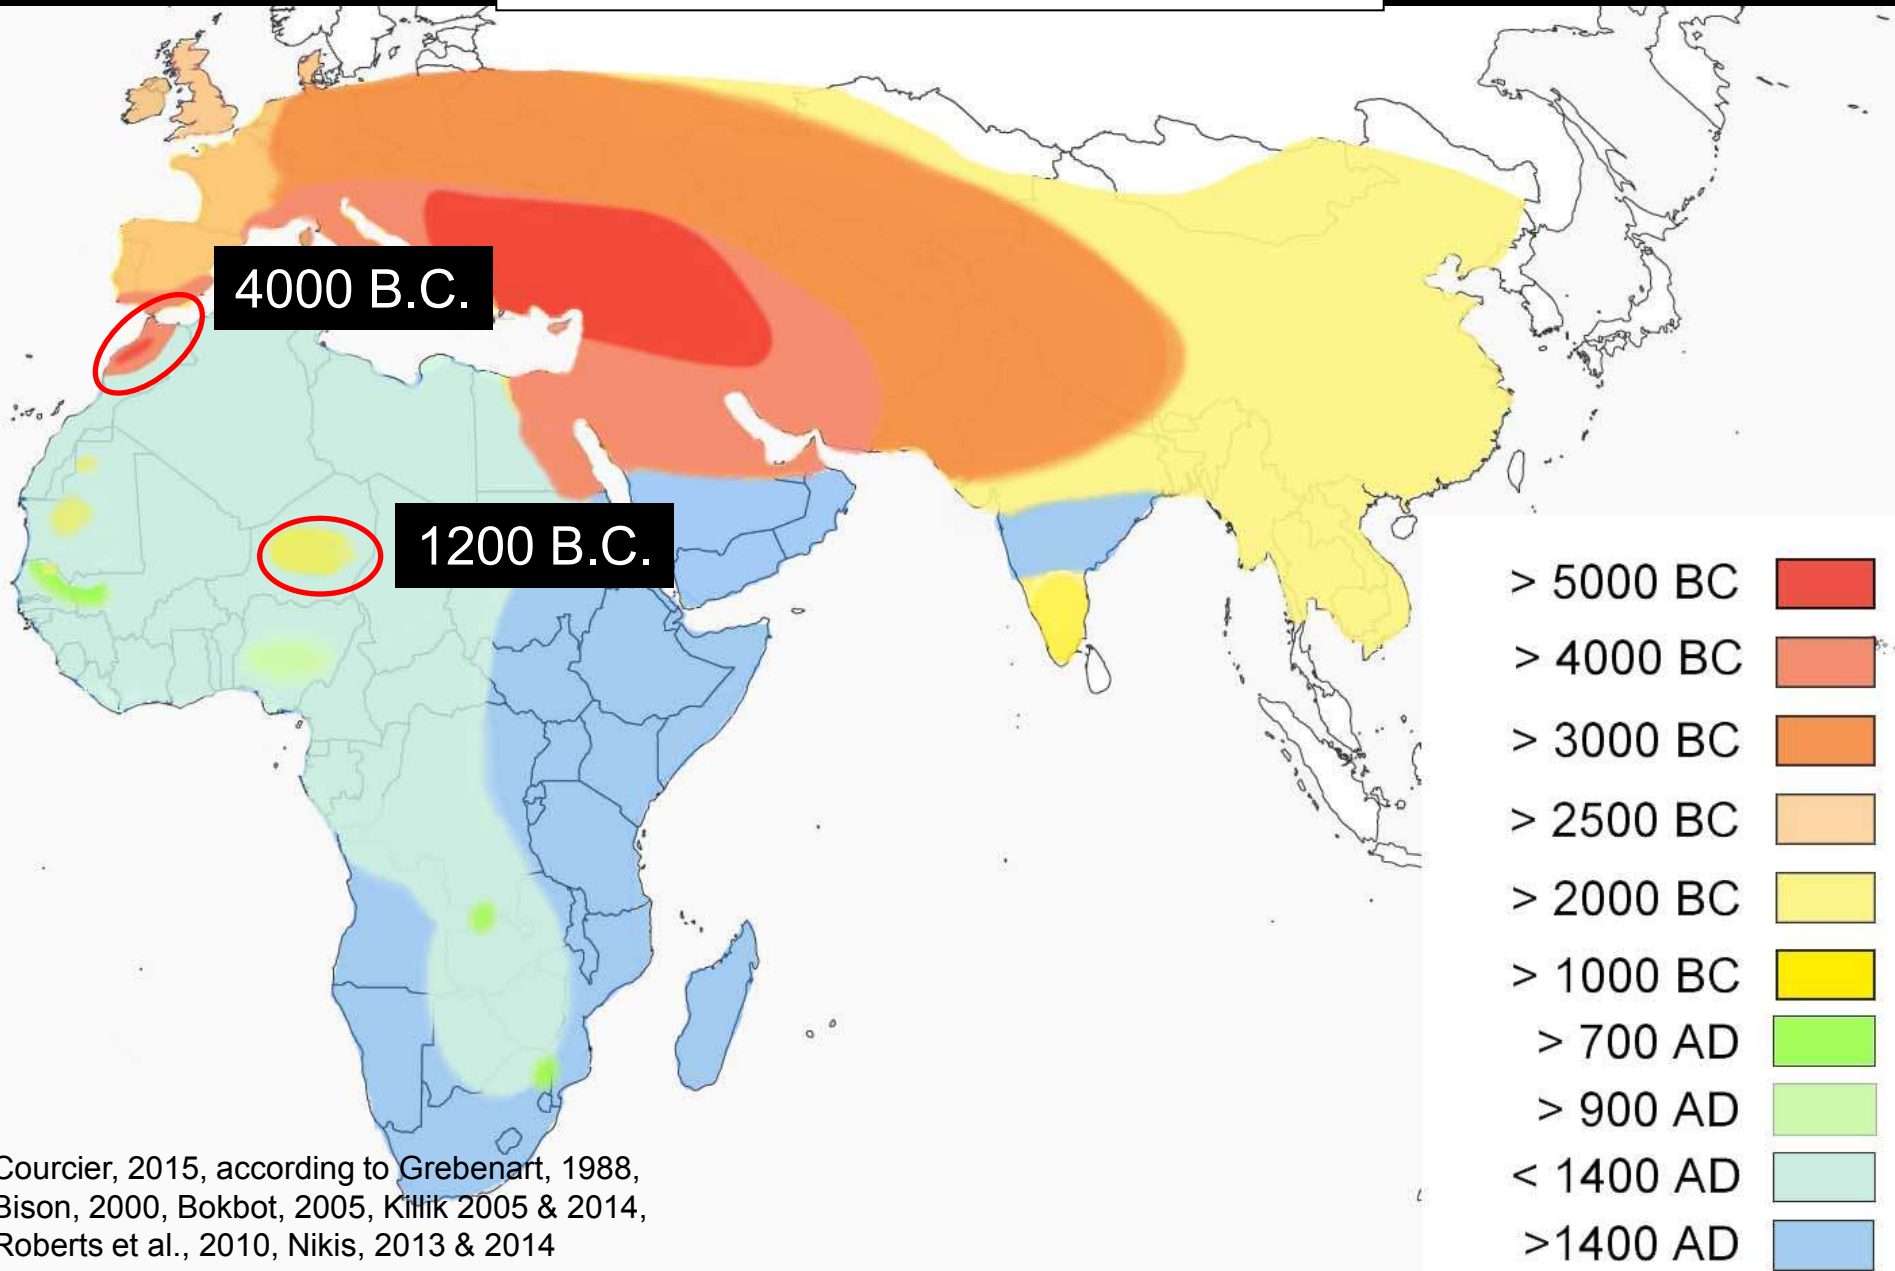 4000 B.C.
1200 B.C.
> 5000 BC
> 4000 BC
> 3000 BC
> 2500 BC
> 2000 BC
> 1000 BC
> 700 AD
> 900 AD
< 1400 AD
>1400 AD
Courcier, 2015, according to Grebenart, 1988,
Bison, 2000, Bokbot, 2005, Killik 2005 & 2014,
Roberts et al., 2010, Nikis, 2013 & 2014